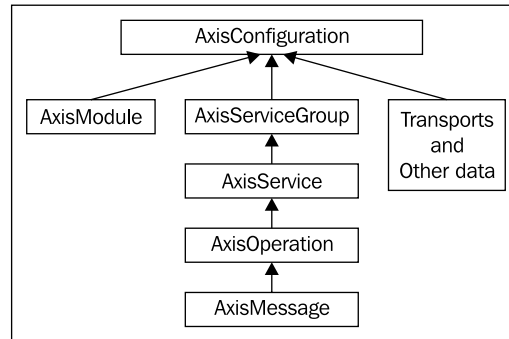 AxisConfiguration
AxisModule
AxisServiceGroup
Transports
and
Other data
AxisService
AxisOperation
AxisMessage